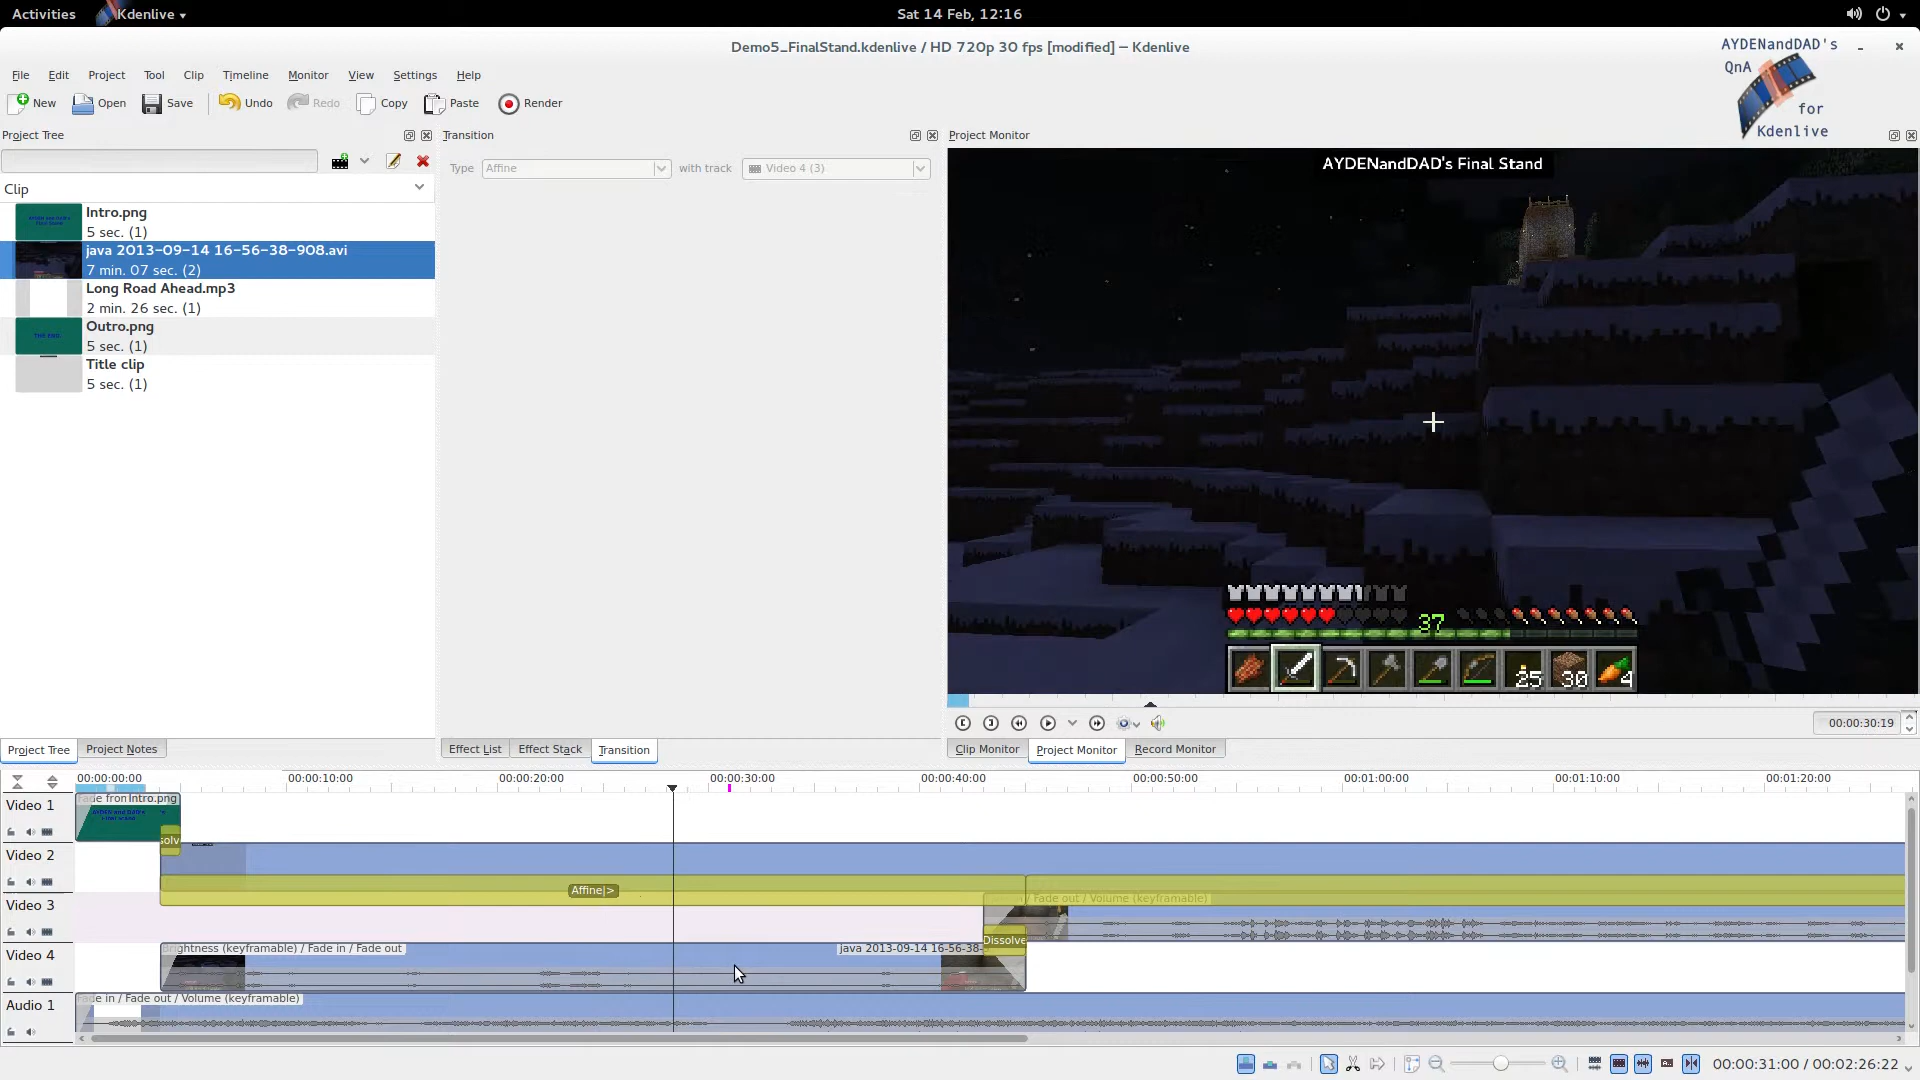 Activities
Kdenlive
Sat 14 Feb, 12:16
Demo5_FinalStand.kdenlive / HD 720p 30 fps [modified] – Kdenlive
AYDENandDAD's
QnA
for
Kdenlive
File Edit Project Tool Clip Timeline Monitor View Settings Help
New Open Save Undo Redo Copy Paste Render
Project Tree
Transition
Project Monitor
Type Affine with track Video 4 (3)
AYDENandDAD's Final Stand
Clip
Intro.png
5 sec. (1)
java 2013-09-14 16-56-38-908.avi
7 min. 07 sec. (2)
Long Road Ahead.mp3
2 min. 26 sec. (1)
Outro.png
5 sec. (1)
THE END
Title clip
5 sec. (1)
37
25 30 4
00:00:30:19
Project Tree Project Notes
Effect List Effect Stack Transition
Clip Monitor Project Monitor Record Monitor
00:00:00:00 00:00:10:00 00:00:20:00 00:00:30:00 00:00:40:00 00:00:50:00 00:01:00:00 00:01:10:00 00:01:20:00
Video 1
Intro.png
solv
Video 2
Affine|>
Video 3
/ Fade out / Volume (keyframable)
Dissolve
Video 4
rightness (keyframable) / Fade in / Fade out
java 2013-09-14 16-56-38-
Audio 1
ade in / Fade out / Volume (keyframable)
00:00:31:00 / 00:02:26:22